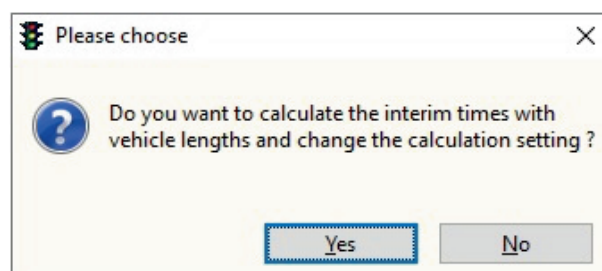 Please choose
Do you want to calculate the interim times with
vehicle lengths and change the calculation setting ?
Yes
No